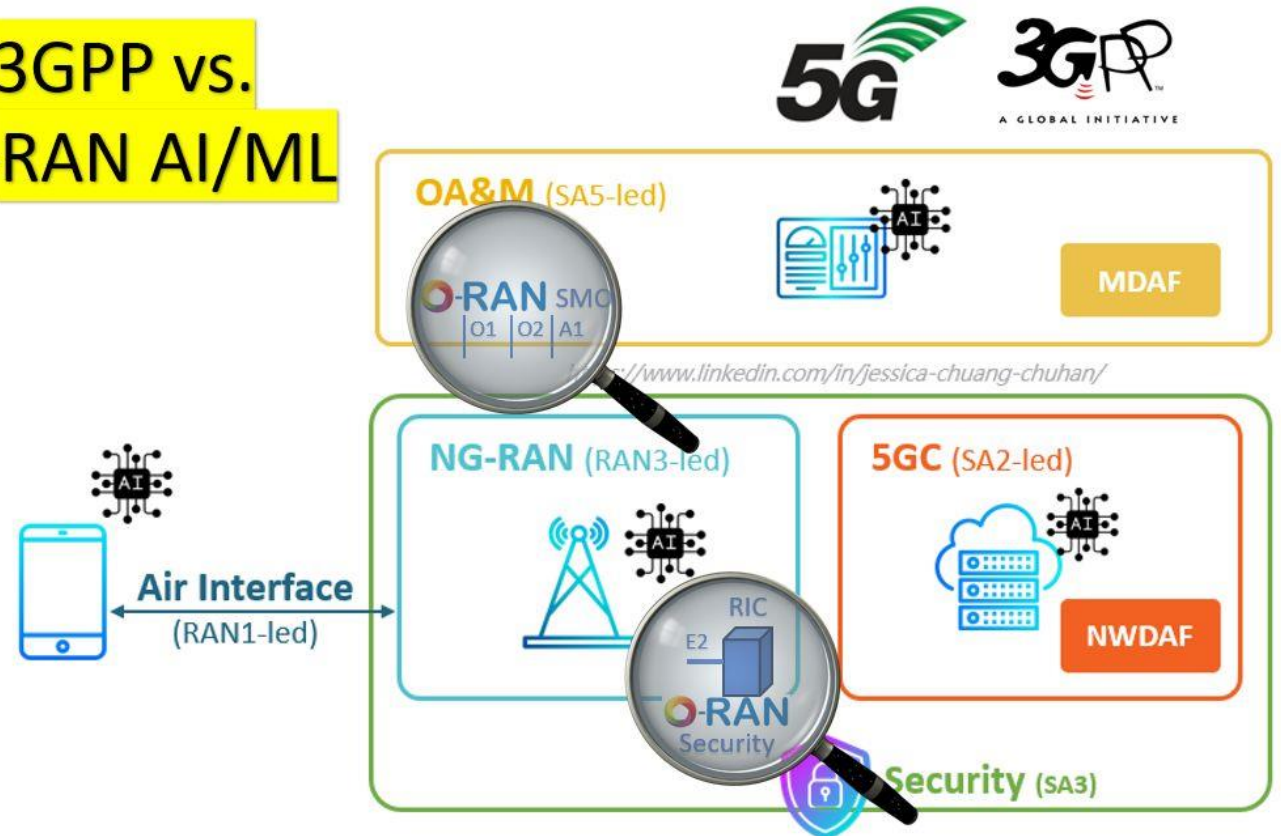 3GPP vs.
RAN AI/ML
5G
3GPP
TM
A GLOBAL INITIATIVE
OA&M (SA5-led)
AI
MDAF
O-RAN SMO
O1 O2 A1
://www.linkedin.com/in/jessica-chuang-chuhan/
NG-RAN (RAN3-led)
5GC (SA2-led)
AI
AI
AI
Air Interface
(RAN1-led)
RIC
E2
NWDAF
O-RAN
Security
Security (SA3)